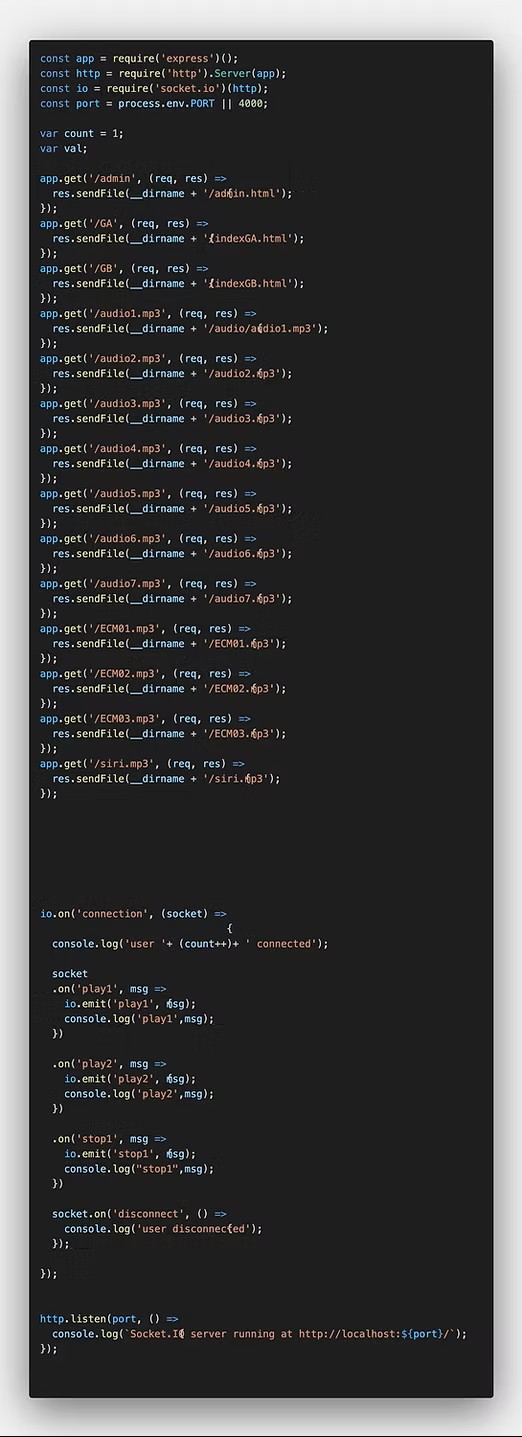 const app = require('express')();
const http = require('http').Server(app);
const io = require('socket.io')(http);
const port = process.env.PORT || 4000;
var count = 1;
var val;
app.get('/admin', (req, res) => {
res.sendFile(__dirname + '/admin.html');
});
app.get('/GA', (req, res) => {
res.sendFile(__dirname + '/indexGA.html');
});
app.get('/GB', (req, res) => {
res.sendFile(__dirname + '/indexGB.html');
});
app.get('/audio1.mp3', (req, res) => {
res.sendFile(__dirname + '/audio/audio1.mp3');
});
app.get('/audio2.mp3', (req, res) => {
res.sendFile(__dirname + '/audio2.mp3');
});
app.get('/audio3.mp3', (req, res) => {
res.sendFile(__dirname + '/audio3.mp3');
});
app.get('/audio4.mp3', (req, res) => {
res.sendFile(__dirname + '/audio4.mp3');
});
app.get('/audio5.mp3', (req, res) => {
res.sendFile(__dirname + '/audio5.mp3');
});
app.get('/audio6.mp3', (req, res) => {
res.sendFile(__dirname + '/audio6.mp3');
});
app.get('/audio7.mp3', (req, res) => {
res.sendFile(__dirname + '/audio7.mp3');
});
app.get('/ECM01.mp3', (req, res) => {
res.sendFile(__dirname + '/ECM01.mp3');
});
app.get('/ECM02.mp3', (req, res) => {
res.sendFile(__dirname + '/ECM02.mp3');
});
app.get('/ECM03.mp3', (req, res) => {
res.sendFile(__dirname + '/ECM03.mp3');
});
app.get('/siri.mp3', (req, res) => {
res.sendFile(__dirname + '/siri.mp3');
});
io.on('connection', (socket) =>
{
console.log('user '+ (count++)+ ' connected');
socket
.on('play1', msg => {
io.emit('play1', msg);
console.log('play1',msg);
})
.on('play2', msg => {
io.emit('play2', msg);
console.log('play2',msg);
})
.on('stop1', msg => {
io.emit('stop1', msg);
console.log("stop1",msg);
})
socket.on('disconnect', () => {
console.log('user disconnected');
});
});
http.listen(port, () => {
console.log(`Socket.IO server running at http://localhost:${port}/`);
});